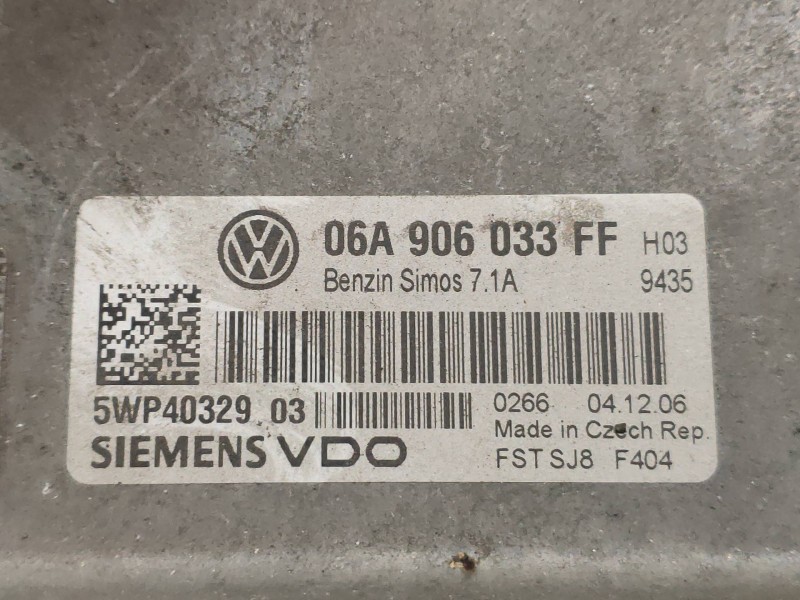 06A 906 033 FF H03
Benzin Simos 7.1A 9435
5WP40329 03 0266 04.12.06
Made in Czech Rep.
SIEMENS VDO FST SJ8 F404